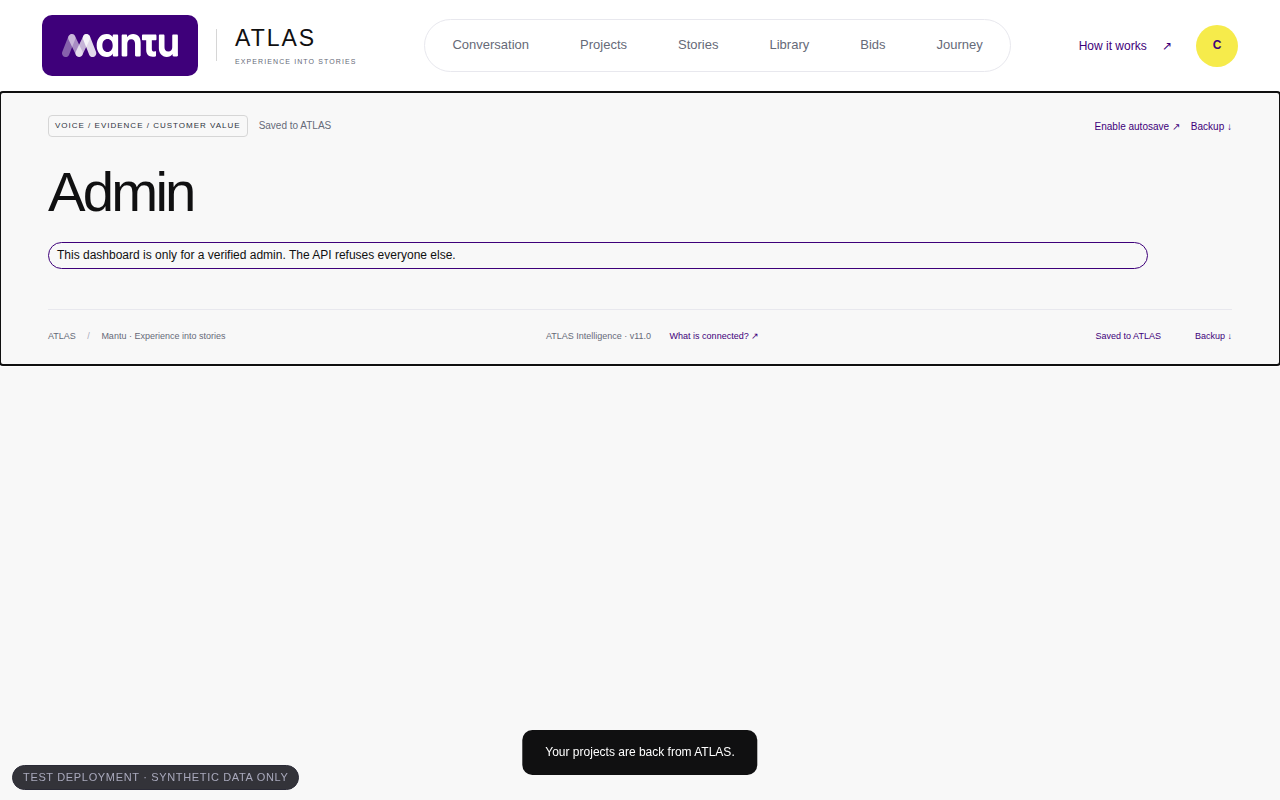 mantu
ATLAS
EXPERIENCE INTO STORIES
Conversation
Projects
Stories
Library
Bids
Journey
How it works ↗
C
VOICE / EVIDENCE / CUSTOMER VALUE
Saved to ATLAS
Enable autosave ↗
Backup ↓
Admin
This dashboard is only for a verified admin. The API refuses everyone else.
ATLAS / Mantu · Experience into stories
ATLAS Intelligence · v11.0
What is connected? ↗
Saved to ATLAS
Backup ↓
Your projects are back from ATLAS.
TEST DEPLOYMENT · SYNTHETIC DATA ONLY